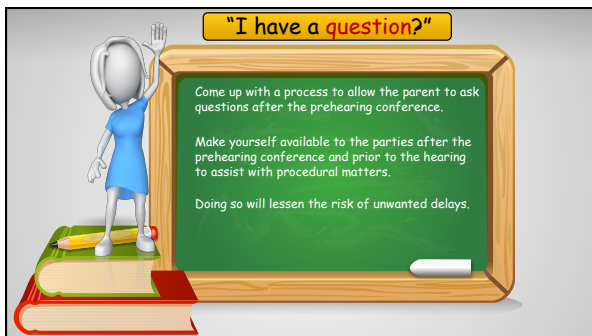 “I have a question?”
Come up with a process to allow the parent to ask
questions after the prehearing conference.
Make yourself available to the parties after the
prehearing conference and prior to the hearing
to assist with procedural matters.
Doing so will lessen the risk of unwanted delays.